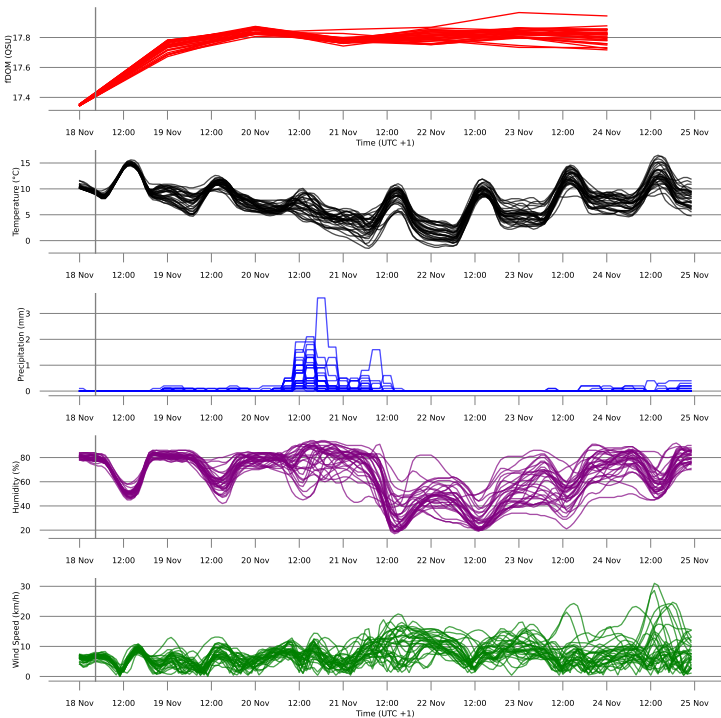 fDOM (QSU)
17.8
17.6
17.4
18 Nov 12:00 19 Nov 12:00 20 Nov 12:00 21 Nov 12:00 22 Nov 12:00 23 Nov 12:00 24 Nov 12:00 25 Nov
Time (UTC +1)
Temperature (°C)
15
10
5
0
18 Nov 12:00 19 Nov 12:00 20 Nov 12:00 21 Nov 12:00 22 Nov 12:00 23 Nov 12:00 24 Nov 12:00 25 Nov
Precipitation (mm)
3
2
1
0
18 Nov 12:00 19 Nov 12:00 20 Nov 12:00 21 Nov 12:00 22 Nov 12:00 23 Nov 12:00 24 Nov 12:00 25 Nov
Humidity (%)
80
60
40
20
18 Nov 12:00 19 Nov 12:00 20 Nov 12:00 21 Nov 12:00 22 Nov 12:00 23 Nov 12:00 24 Nov 12:00 25 Nov
Wind Speed (km/h)
30
20
10
0
18 Nov 12:00 19 Nov 12:00 20 Nov 12:00 21 Nov 12:00 22 Nov 12:00 23 Nov 12:00 24 Nov 12:00 25 Nov
Time (UTC +1)